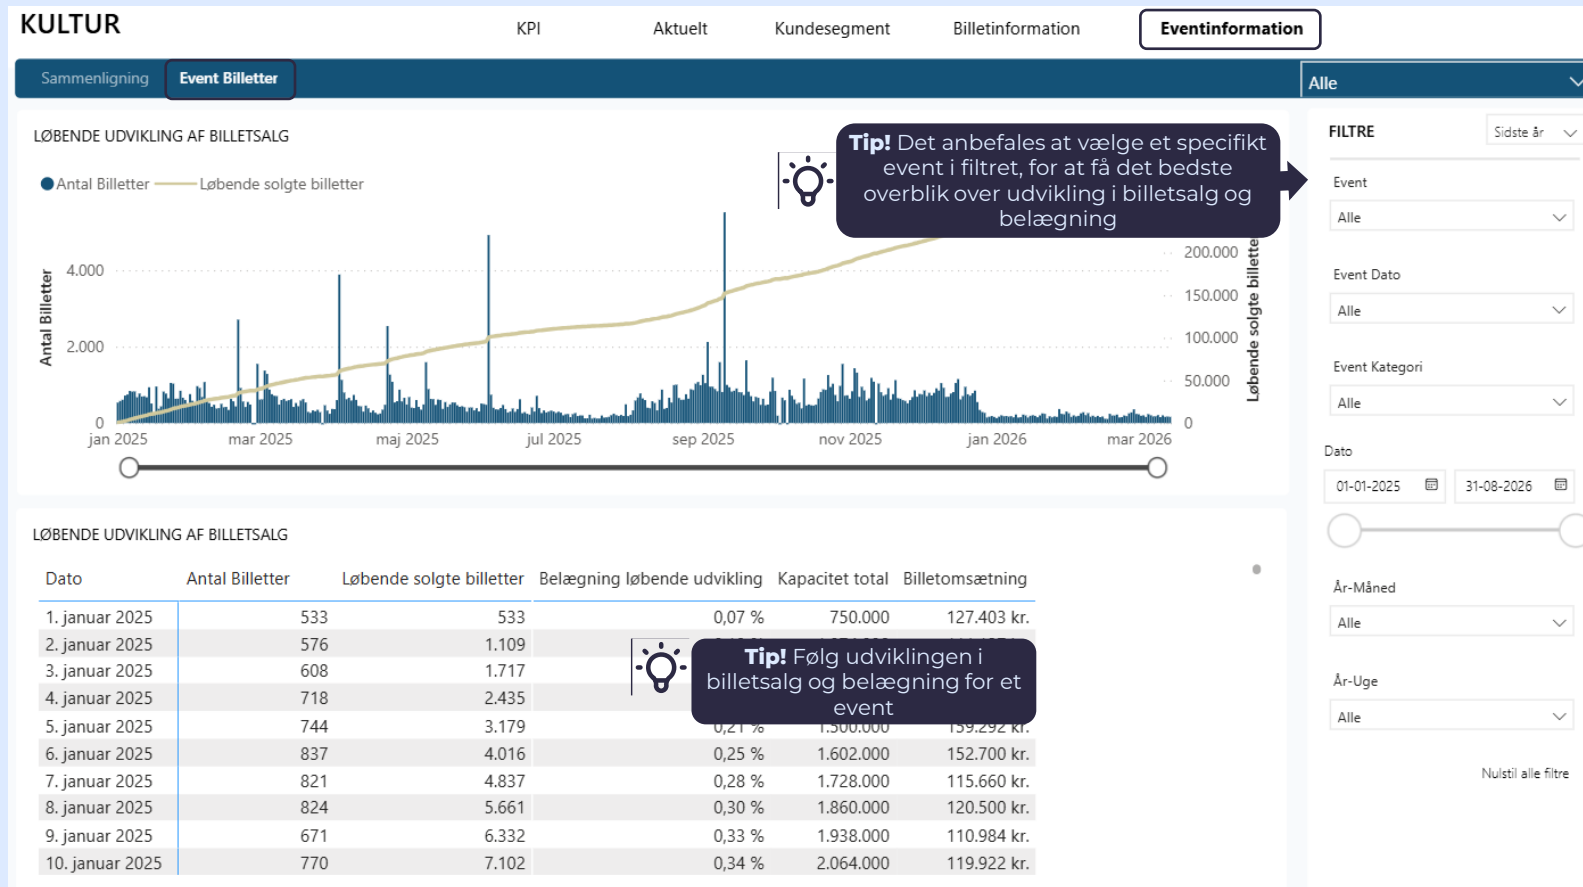 KULTUR
KPI Aktuelt Kundesegment Billetinformation Eventinformation
Sammenligning Event Billetter
Alle
LØBENDE UDVIKLING AF BILLETSALG
Antal Billetter Løbende solgte billetter
Tip! Det anbefales at vælge et specifikt
event i filtret, for at få det bedste
overblik over udvikling i billetsalg og
belægning
Antal Billetter
4.000
2.000
0
200.000
150.000
100.000
50.000
0
Løbende solgte billetter
jan 2025 mar 2025 maj 2025 jul 2025 sep 2025 nov 2025 jan 2026 mar 2026
FILTRE
Sidste år
Event
Alle
Event Dato
Alle
Event Kategori
Alle
Dato
01-01-2025 31-08-2026
År-Måned
Alle
År-Uge
Alle
Nulstil alle filtre
LØBENDE UDVIKLING AF BILLETSALG
Dato Antal Billetter Løbende solgte billetter Belægning løbende udvikling Kapacitet total Billetomsætning
1. januar 2025 533 533 0,07 % 750.000 127.403 kr.
2. januar 2025 576 1.109
3. januar 2025 608 1.717
4. januar 2025 718 2.435
5. januar 2025 744 3.179 0,21 % 1.500.000 159.292 kr.
6. januar 2025 837 4.016 0,25 % 1.602.000 152.700 kr.
7. januar 2025 821 4.837 0,28 % 1.728.000 115.660 kr.
8. januar 2025 824 5.661 0,30 % 1.860.000 120.500 kr.
9. januar 2025 671 6.332 0,33 % 1.938.000 110.984 kr.
10. januar 2025 770 7.102 0,34 % 2.064.000 119.922 kr.
Tip! Følg udviklingen i
billetsalg og belægning for et
event